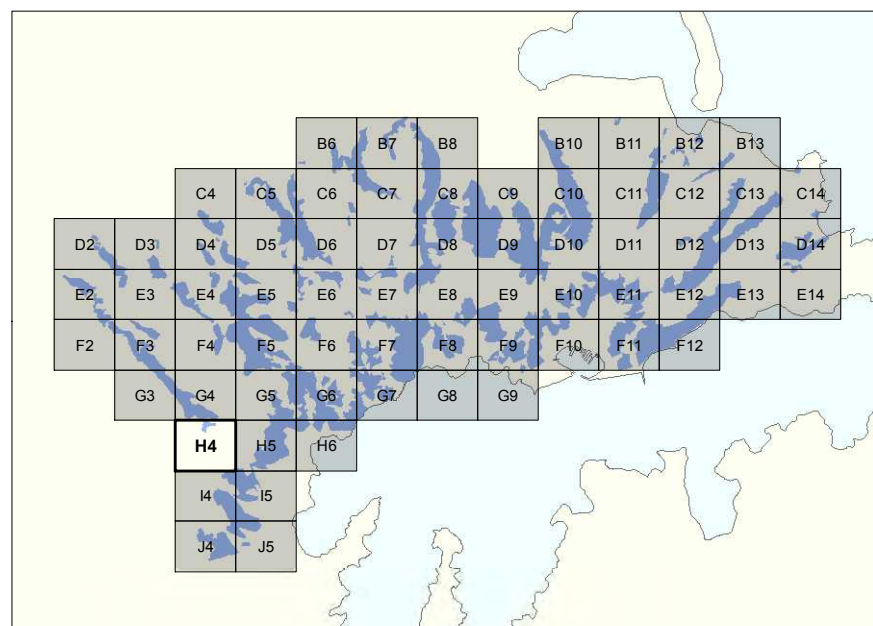 B6 B7 B8 B10 B11 B12 B13
C4 C5 C6 C7 C8 C9 C10 C11 C12 C13 C14
D2 D3 D4 D5 D6 D7 D8 D9 D10 D11 D12 D13 D14
E2 E3 E4 E5 E6 E7 E8 E9 E10 E11 E12 E13 E14
F2 F3 F4 F5 F6 F7 F8 F9 F10 F11 F12
G3 G4 G5 G6 G7 G8 G9
H4 H5 H6
I4 I5
J4 J5